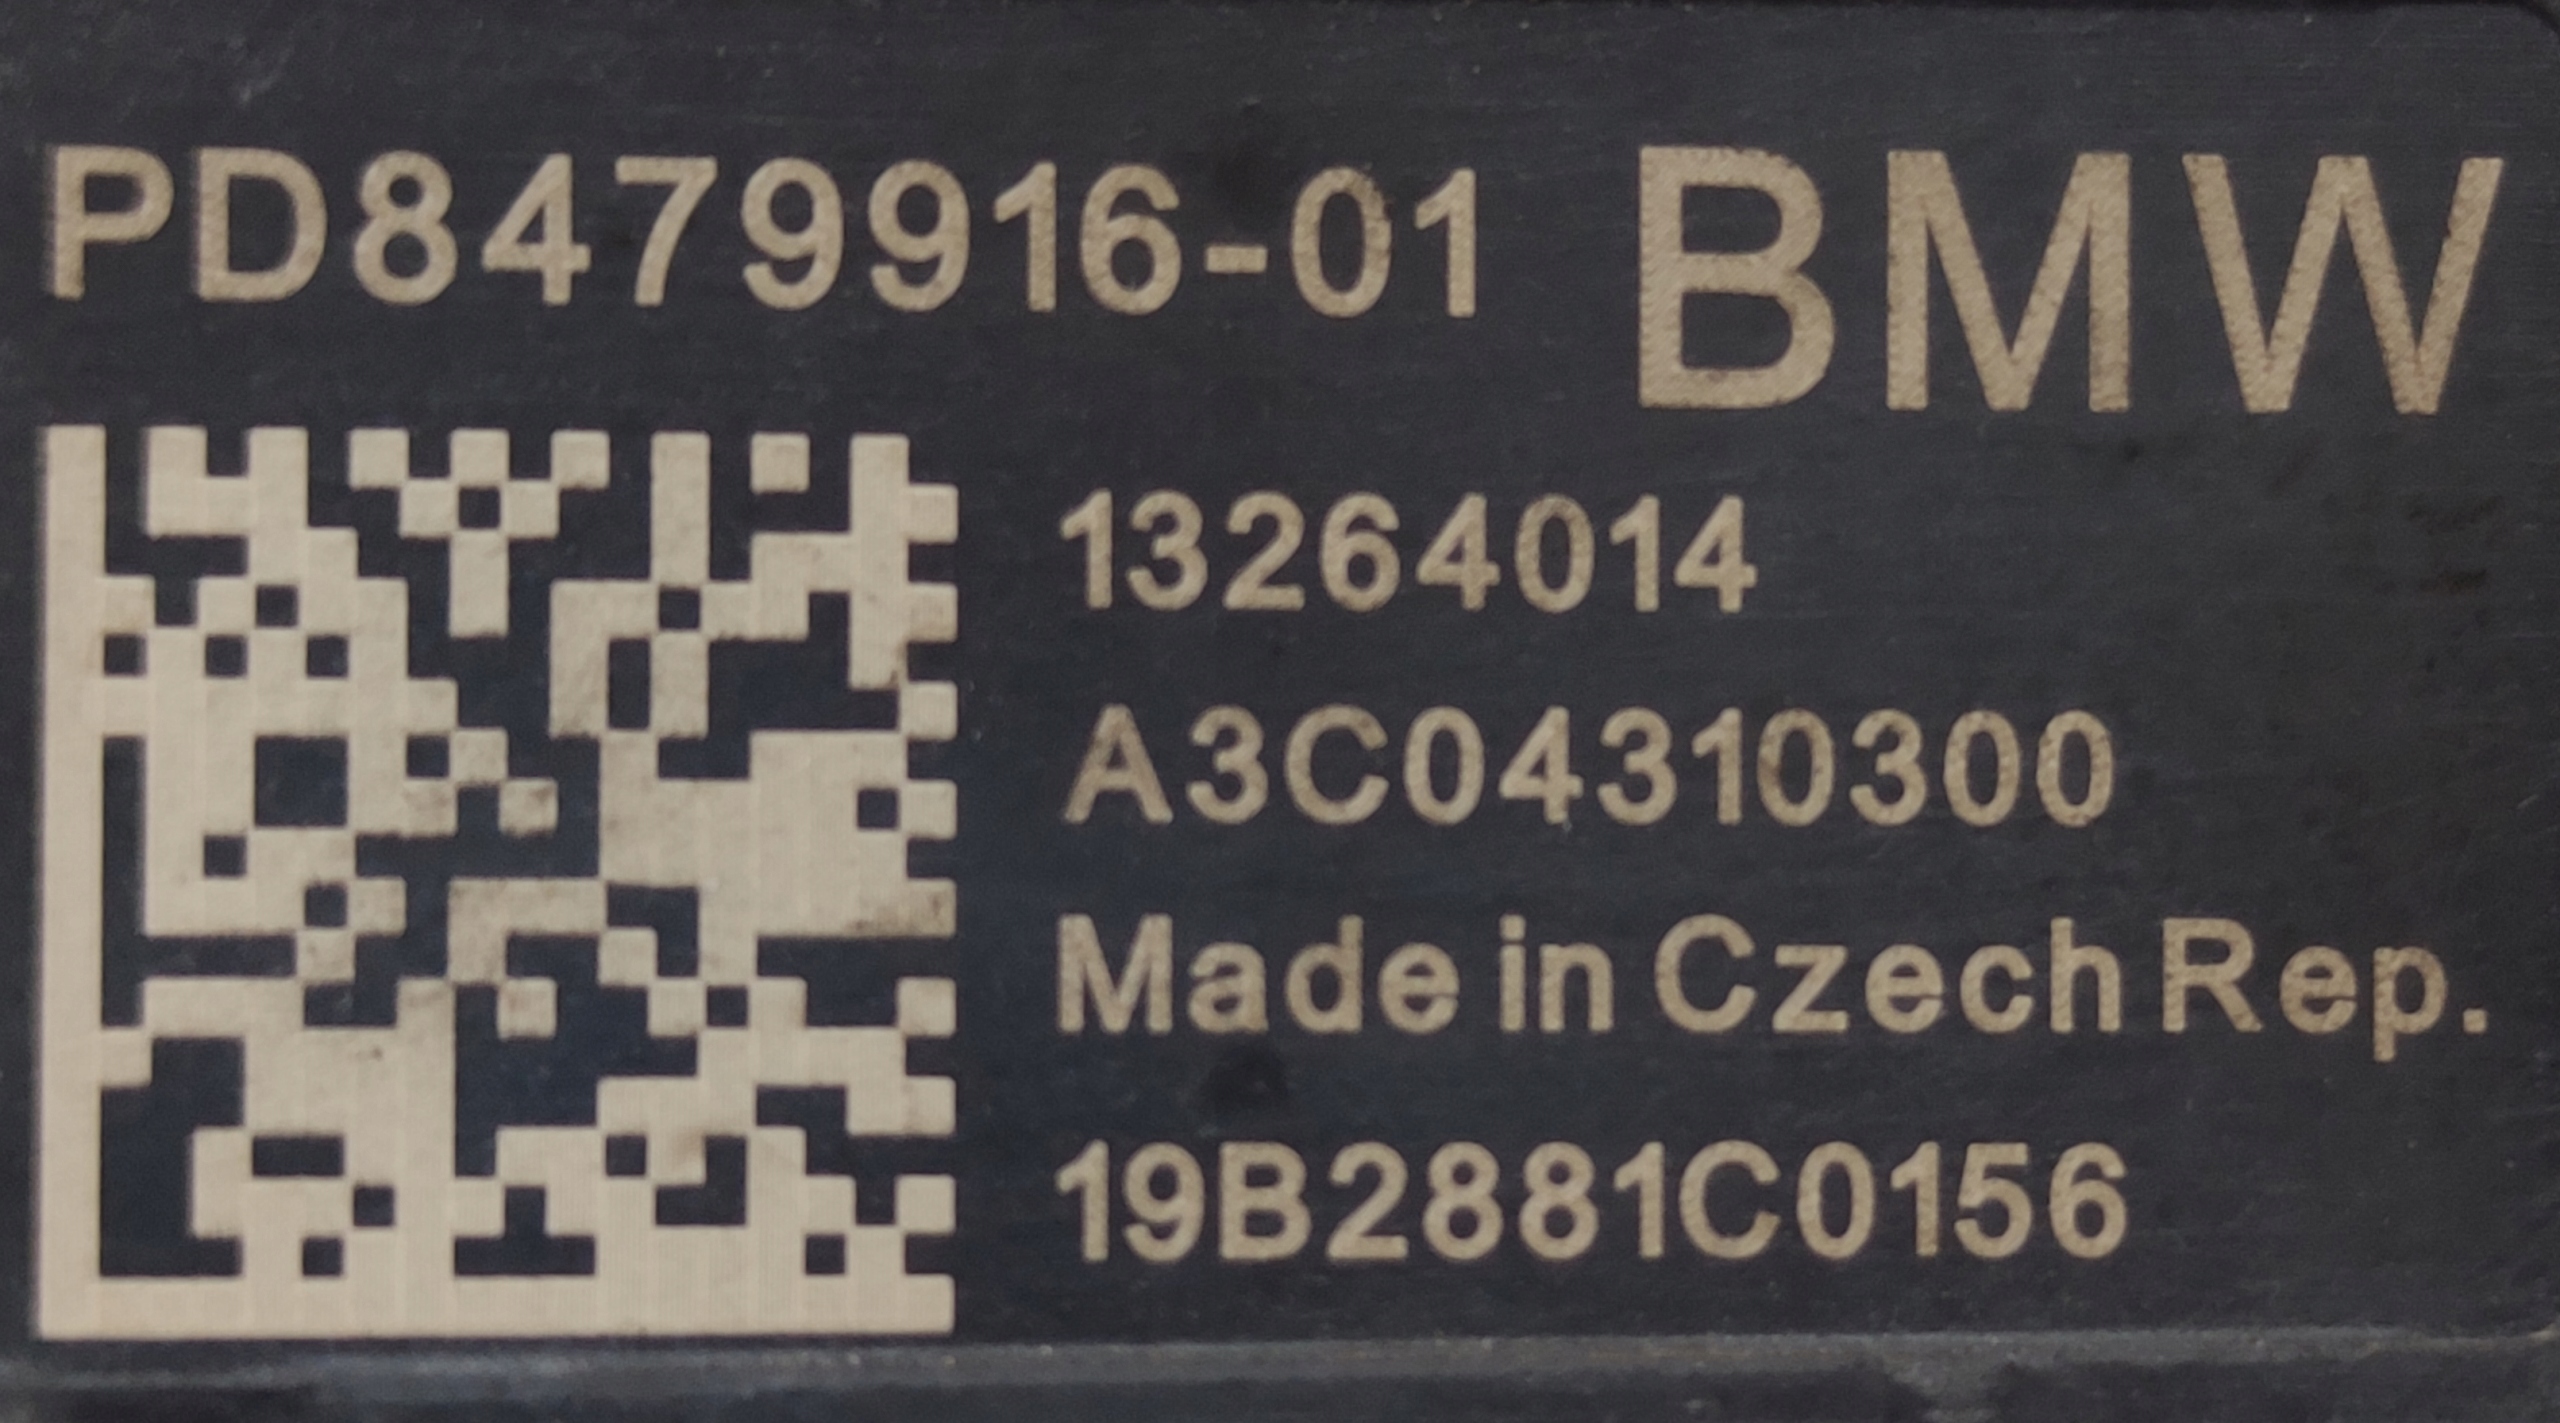 PD8479916-01 BMW
13264014
A3C04310300
Made in Czech Rep.
19B2881C0156